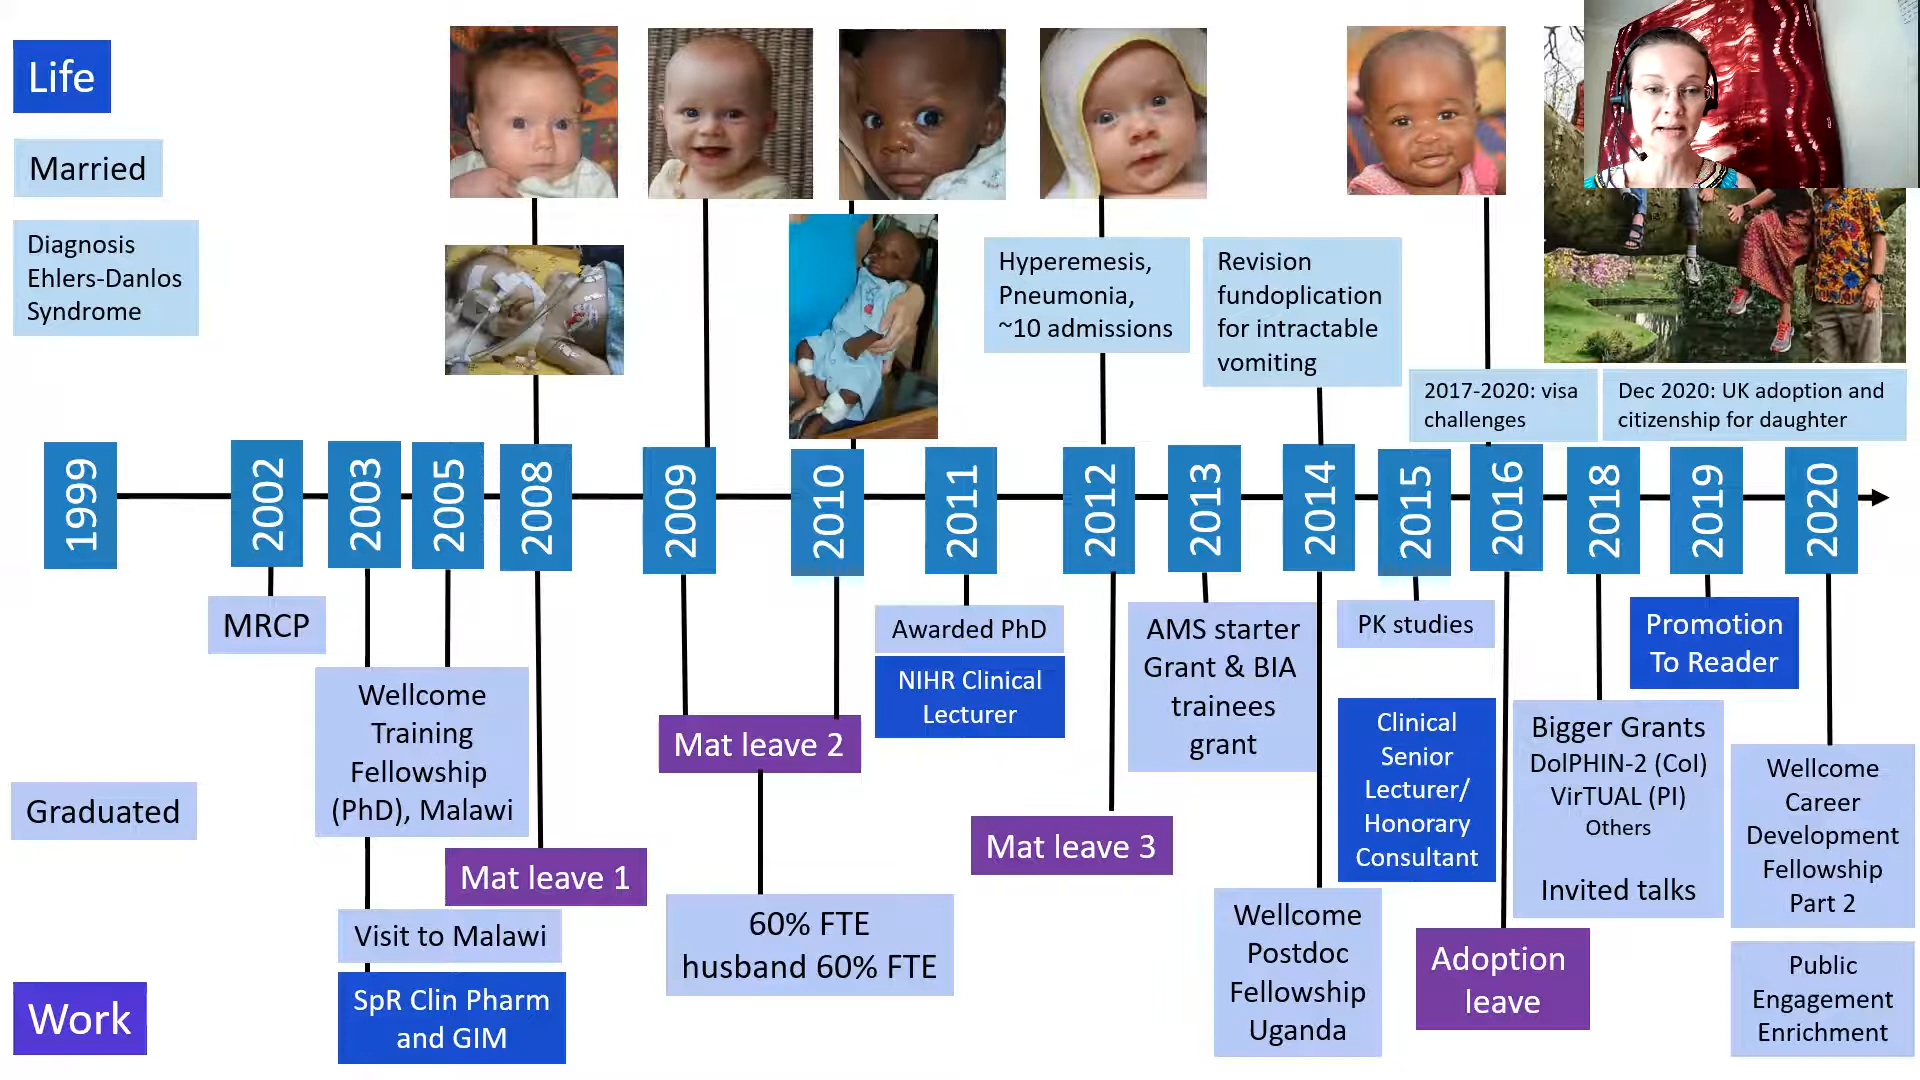 Life
Married
Diagnosis
Ehlers-Danlos
Syndrome
Hyperemesis,
Pneumonia,
~10 admissions
Revision
fundoplication
for intractable
vomiting
2017-2020: visa
challenges
Dec 2020: UK adoption and
citizenship for daughter
1999
2002
2003
2005
2008
2009
2010
2011
2012
2013
2014
2015
2016
2018
2019
2020
MRCP
Wellcome
Training
Fellowship
(PhD), Malawi
Graduated
Mat leave 1
Visit to Malawi
SpR Clin Pharm
and GIM
Work
Mat leave 2
60% FTE
husband 60% FTE
Awarded PhD
NIHR Clinical
Lecturer
Mat leave 3
AMS starter
Grant & BIA
trainees
grant
Wellcome
Postdoc
Fellowship
Uganda
PK studies
Clinical
Senior
Lecturer/
Honorary
Consultant
Adoption
leave
Bigger Grants
DolPHIN-2 (CoI)
VirTUAL (PI)
Others
Invited talks
Promotion
To Reader
Wellcome
Career
Development
Fellowship
Part 2
Public
Engagement
Enrichment